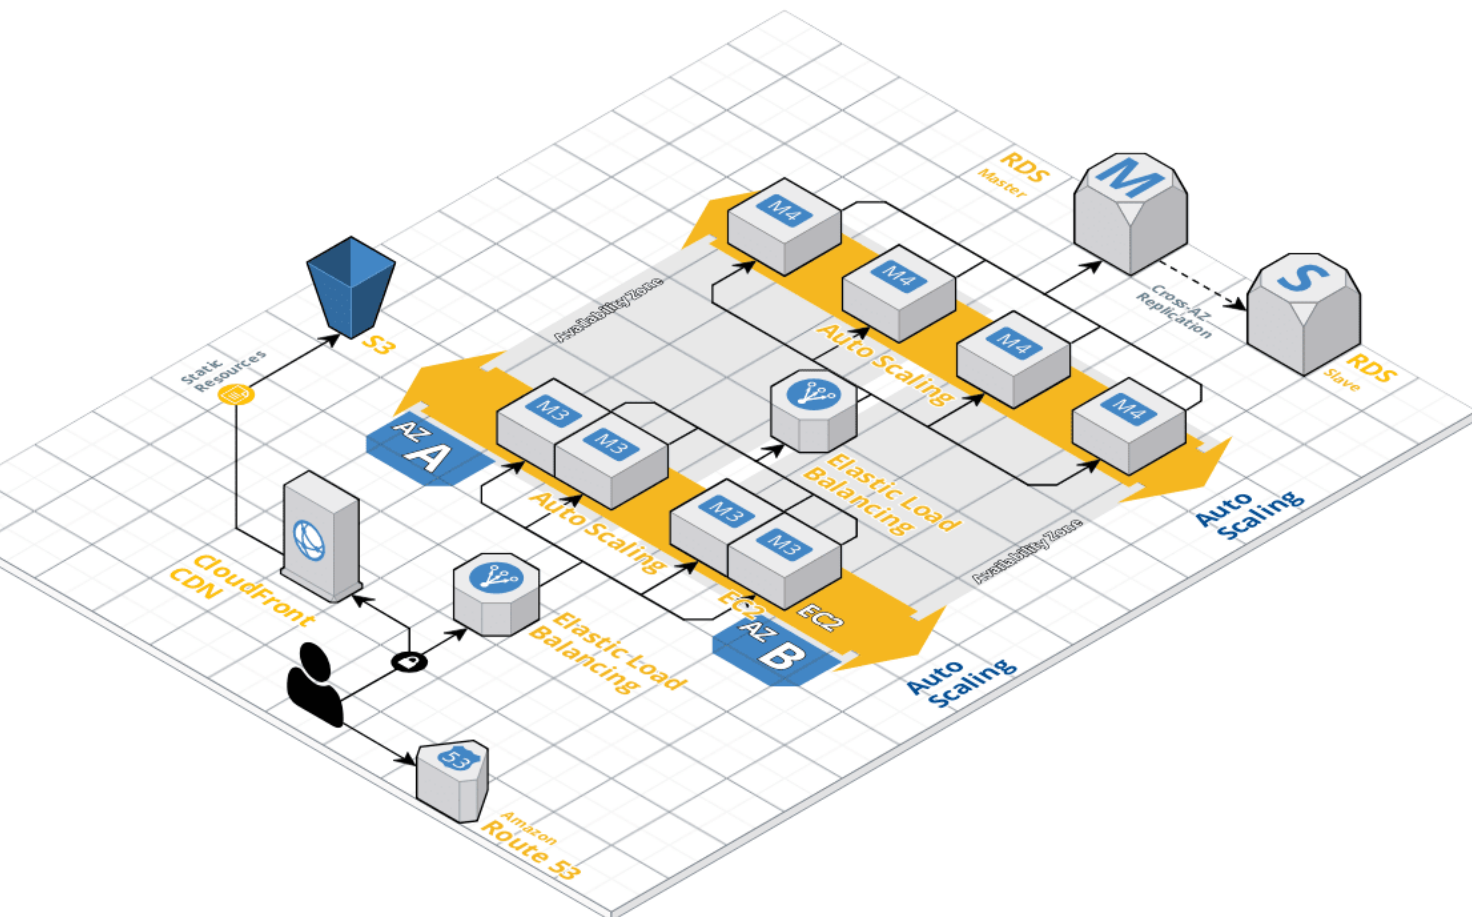 RDS
Master
M
Cross-AZ
Replication
S
RDS
Slave
M4
M4
M4
M4
Auto Scaling
Availability Zone
Static
Resources
S3
AZ
A
M3
M3
M3
M3
Auto Scaling
Elastic Load
Balancing
Availability Zone
Auto
Scaling
CloudFront
CDN
Elastic Load
Balancing
EC2
EC2
AZ
B
Auto
Scaling
53
Amazon
Route 53